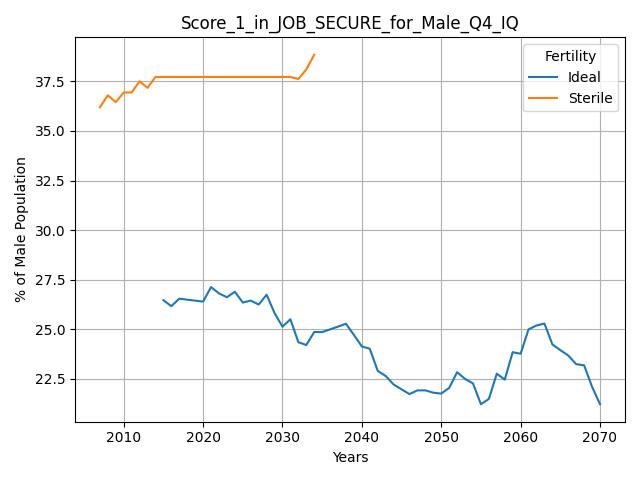 Score_1_in_JOB_SECURE_for_Male_Q4_IQ
% of Male Population
37.5
35.0
32.5
30.0
27.5
25.0
22.5
Fertility
Ideal
Sterile
2010 2020 2030 2040 2050 2060 2070
Years